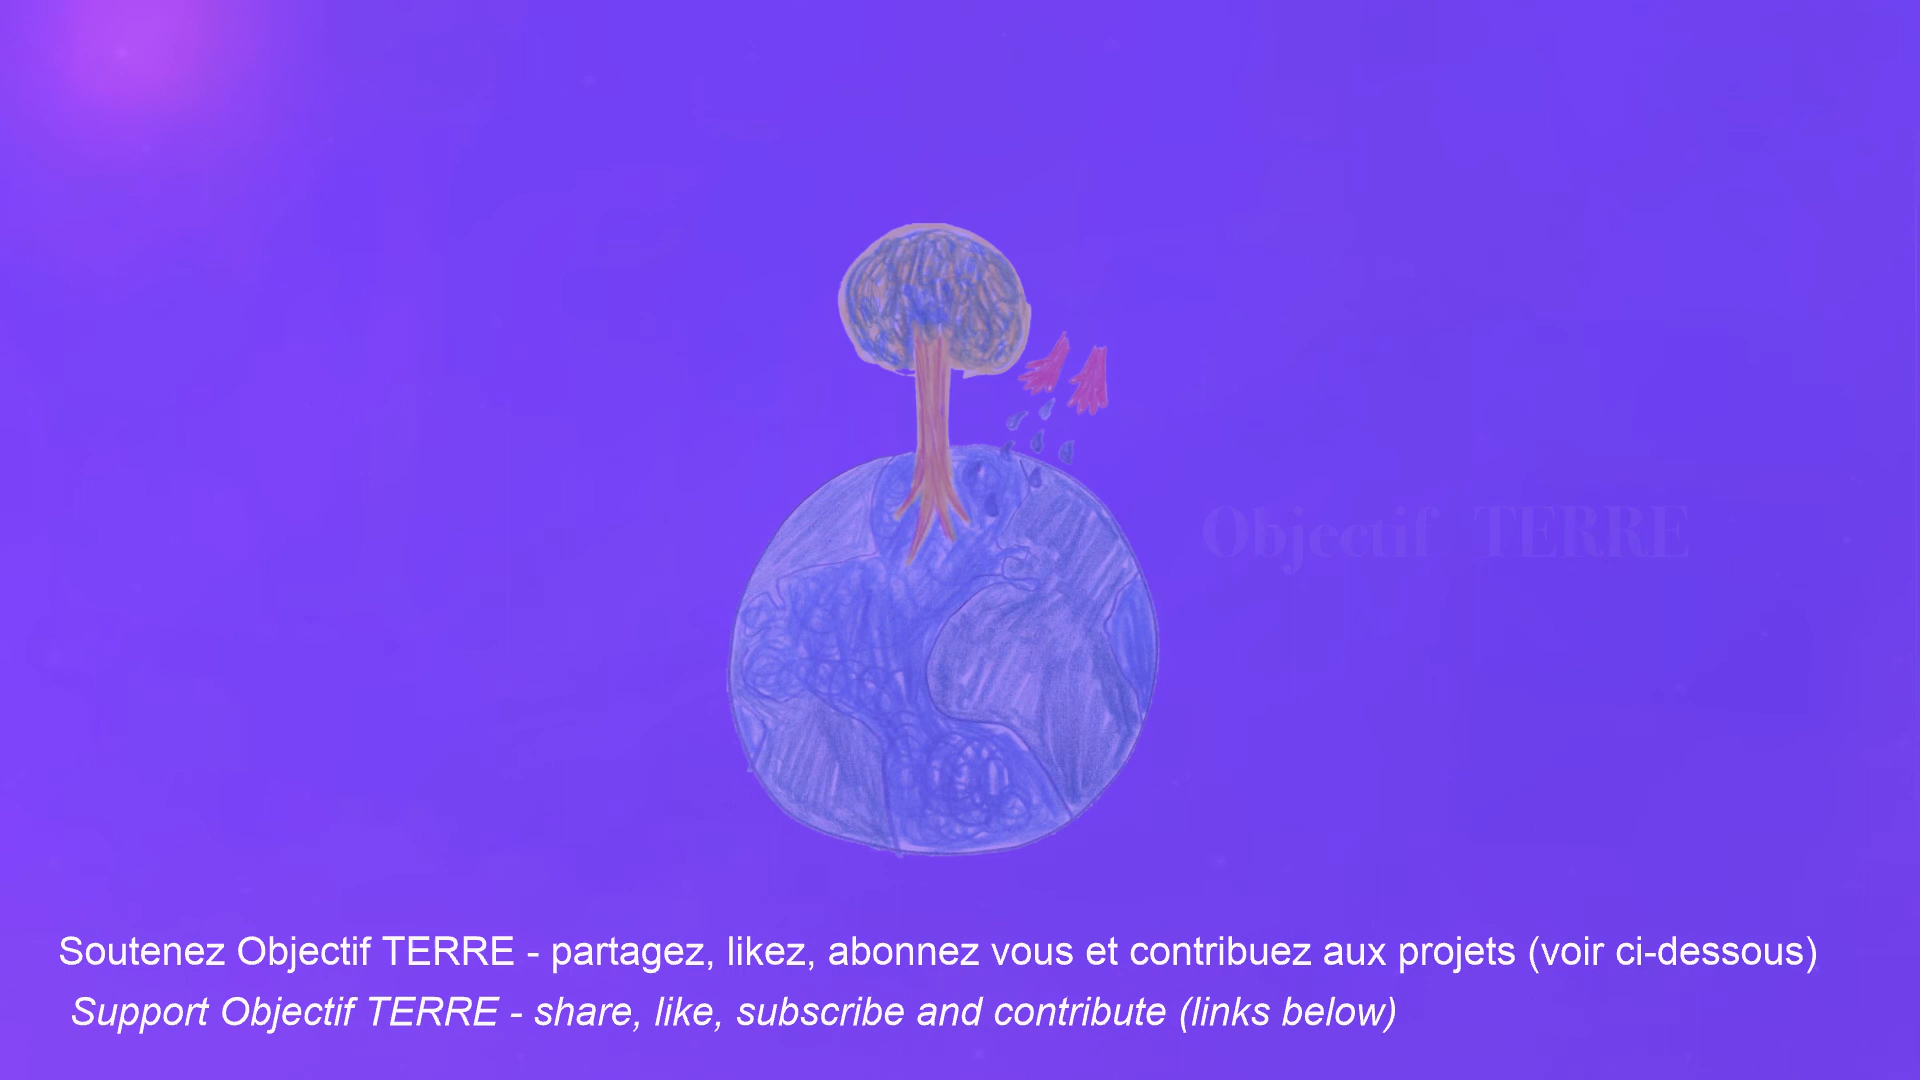 Objectif TERRE
Soutenez Objectif TERRE - partagez, likez, abonnez vous et contribuez aux projets (voir ci-dessous)
Support Objectif TERRE - share, like, subscribe and contribute (links below)